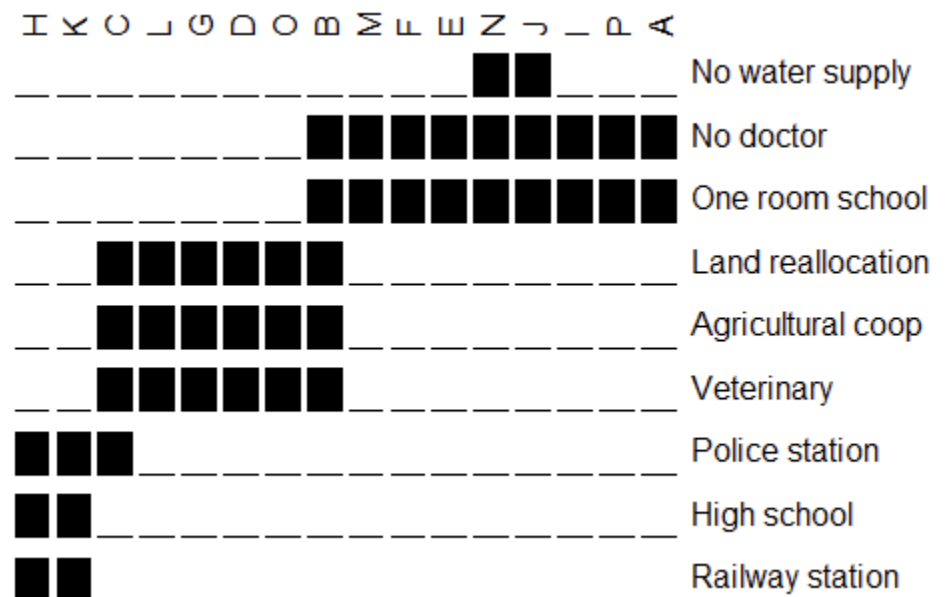 H K C L G D O B M F E N J I P A
No water supply
No doctor
One room school
Land reallocation
Agricultural coop
Veterinary
Police station
High school
Railway station